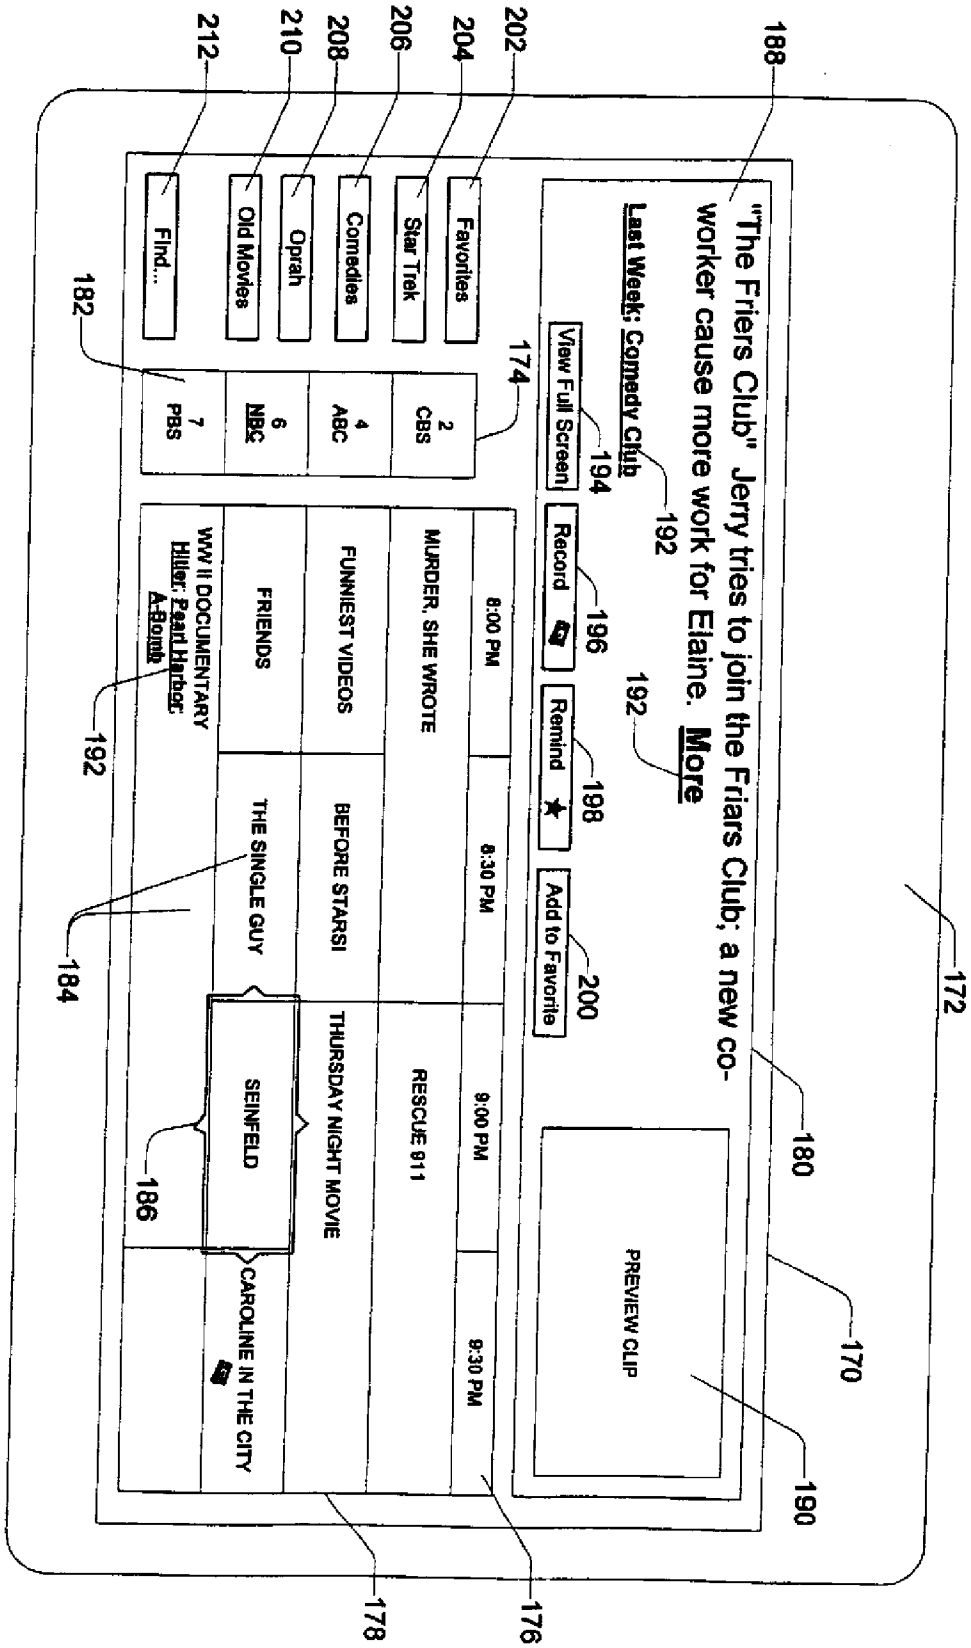 172
188
180
170
"The Friers Club" Jerry tries to join the Friars Club; a new co-
worker cause more work for Elaine. More
192
Last Week; Comedy Club
192
PREVIEW CLIP
190
194
196
198
200
View Full Screen
Record
Remind
Add to Favorite
202
204
206
208
210
212
Favorites
Star Trek
Comedies
Oprah
Old Movies
Find...
174
2
CBS
4
ABC
6
NBC
7
PBS
182
8:00 PM
8:30 PM
9:00 PM
9:30 PM
176
MURDER, SHE WROTE
RESCUE 911
FUNNIEST VIDEOS
BEFORE STARSI
THURSDAY NIGHT MOVIE
178
FRIENDS
THE SINGLE GUY
SEINFELD
CAROLINE IN THE CITY
WW II DOCUMENTARY
Hitler; Pearl Harbor;
A-Bomb
192
184
186